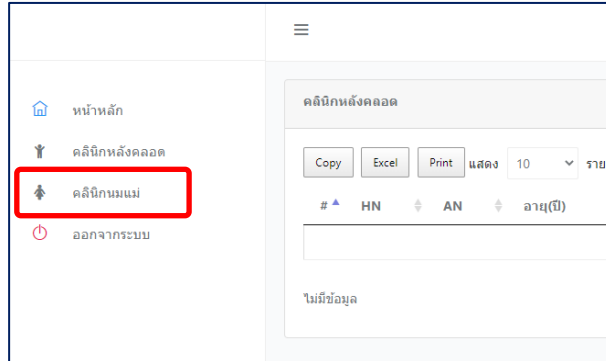 หน้าหลัก
คลินิกหลังคลอด
คลินิกนมแม่
ออกจากระบบ
คลินิกหลังคลอด
Copy Excel Print แสดง 10 ราย
# HN AN อายุ(ปี)
ไม่มีข้อมูล